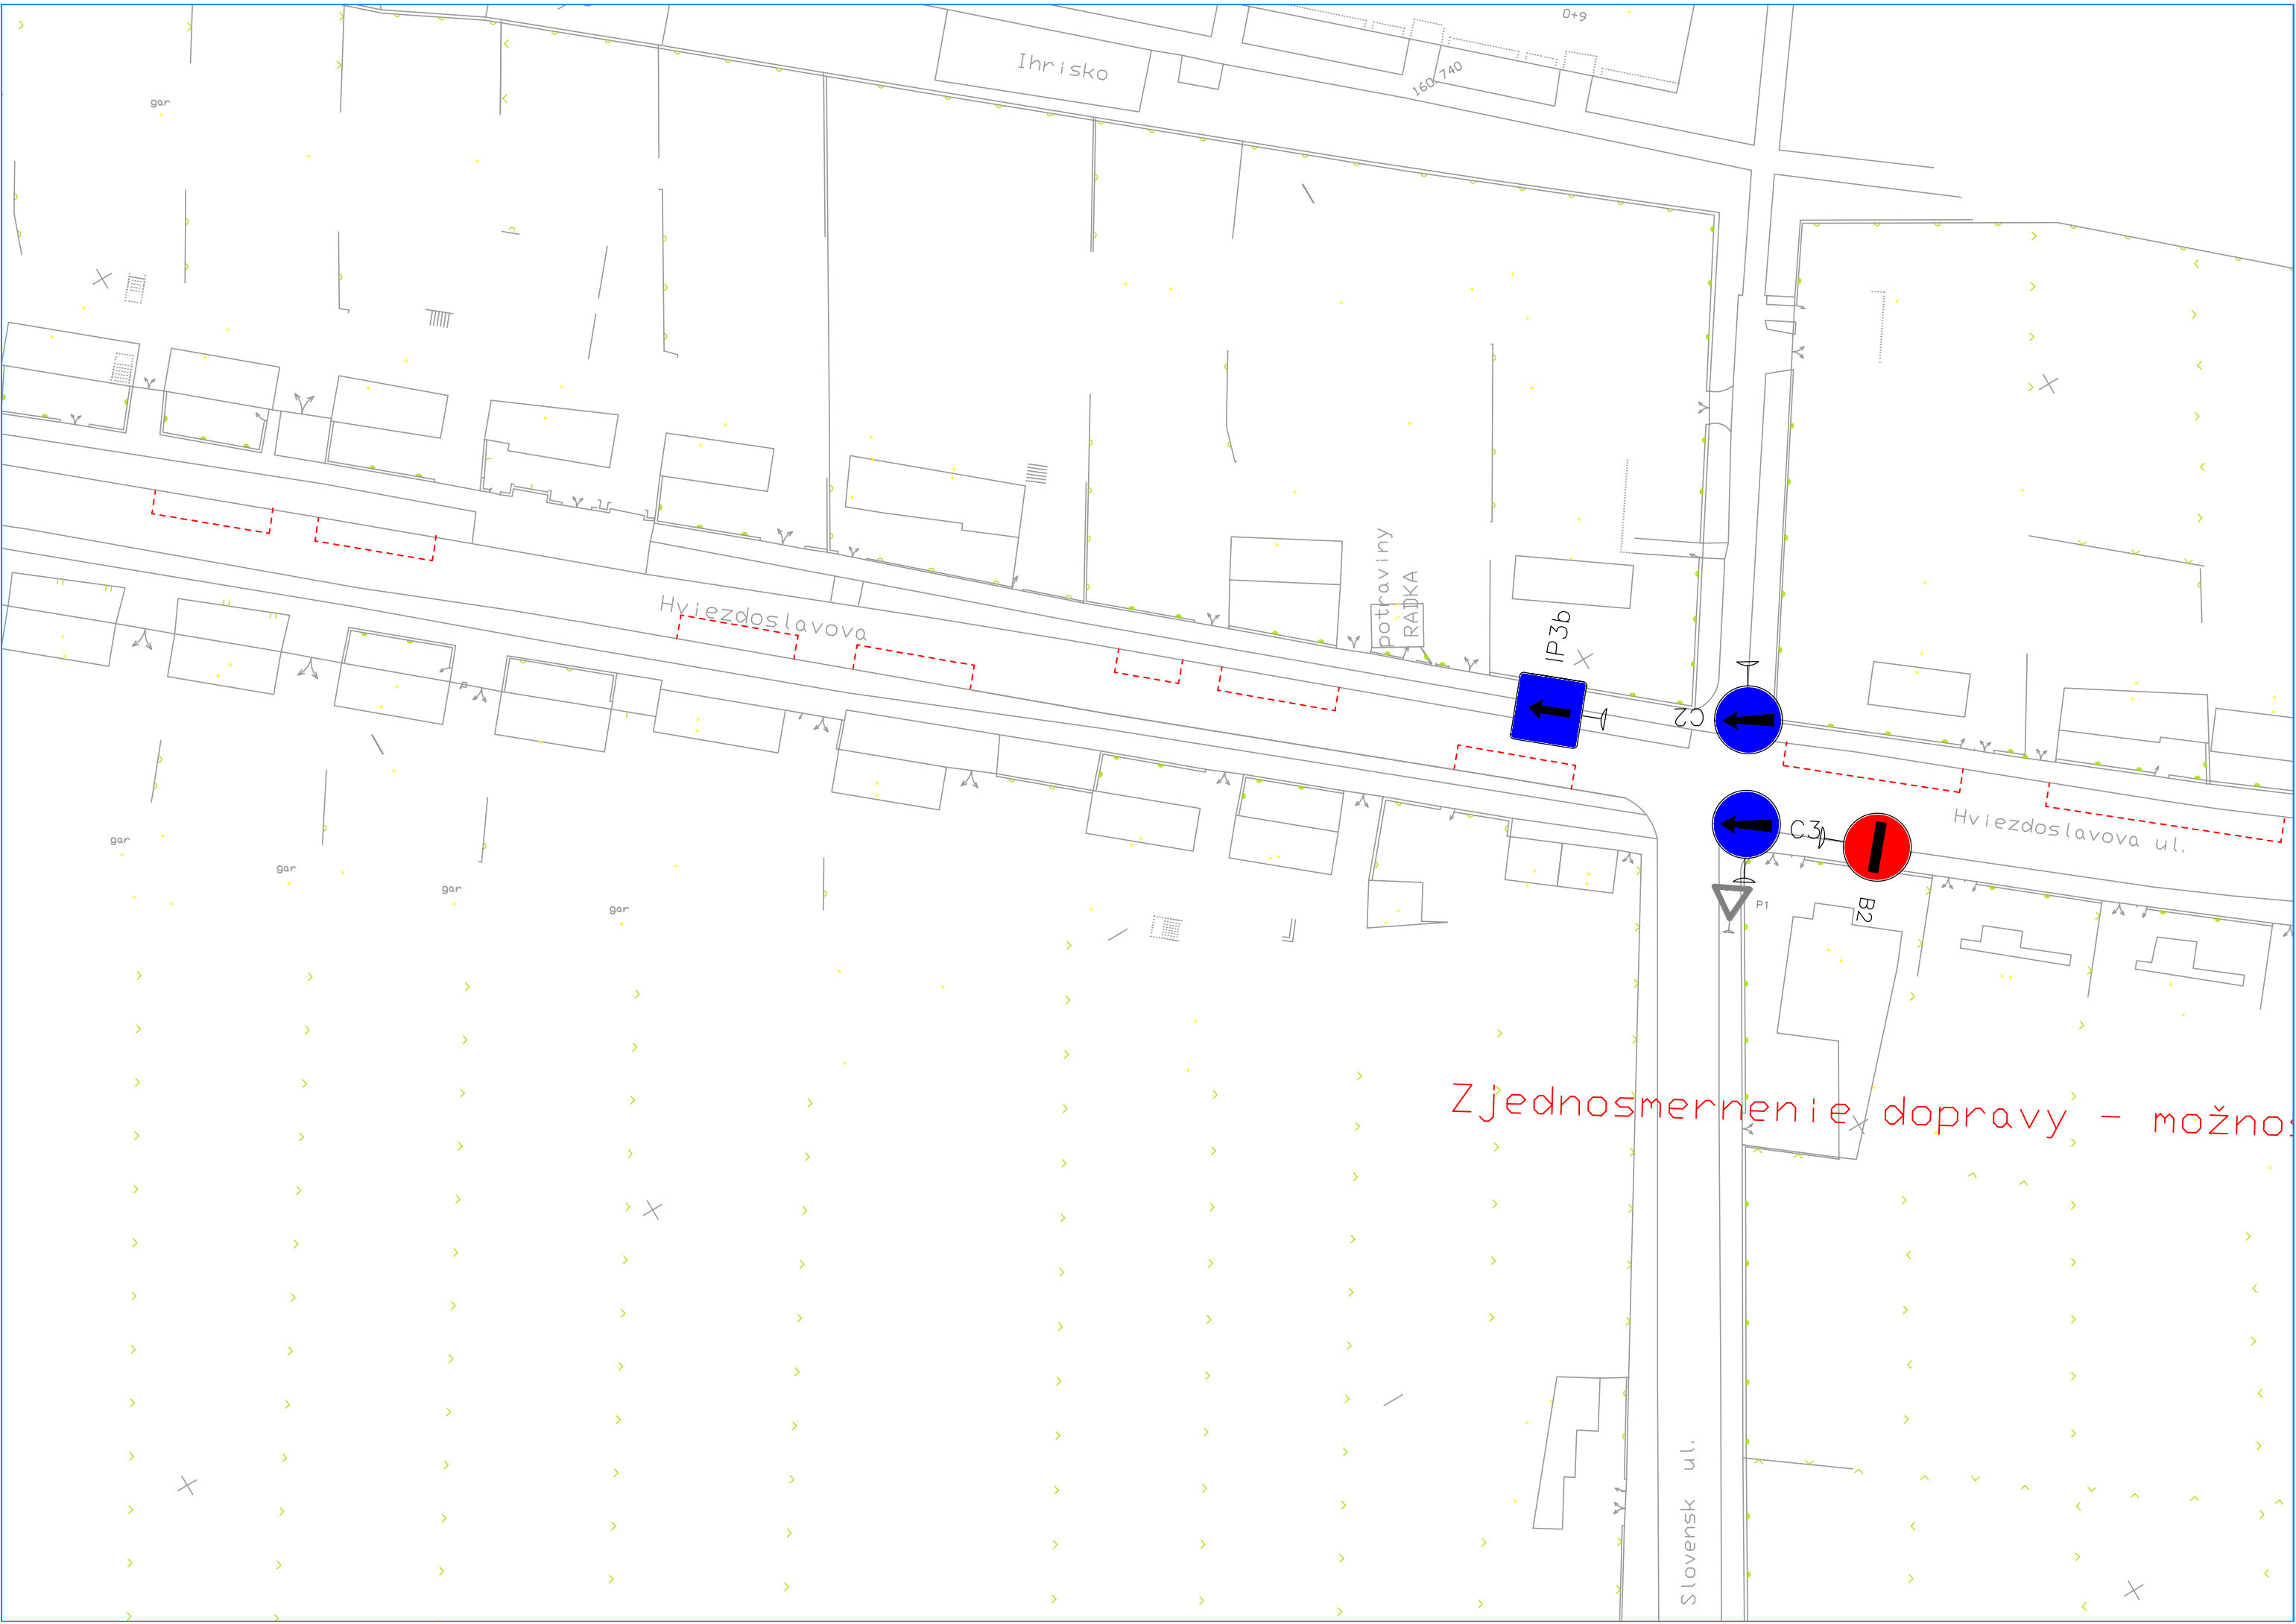 0+9
Ihrisko
160,740
gar
potraviny
RADKA
Hviezdoslavova
IP3b
C2
C3
Hviezdoslavova ul.
B2
P1
gar
gar
gar
gar
Zjednosmernenie dopravy – možno
Slovensk ul.